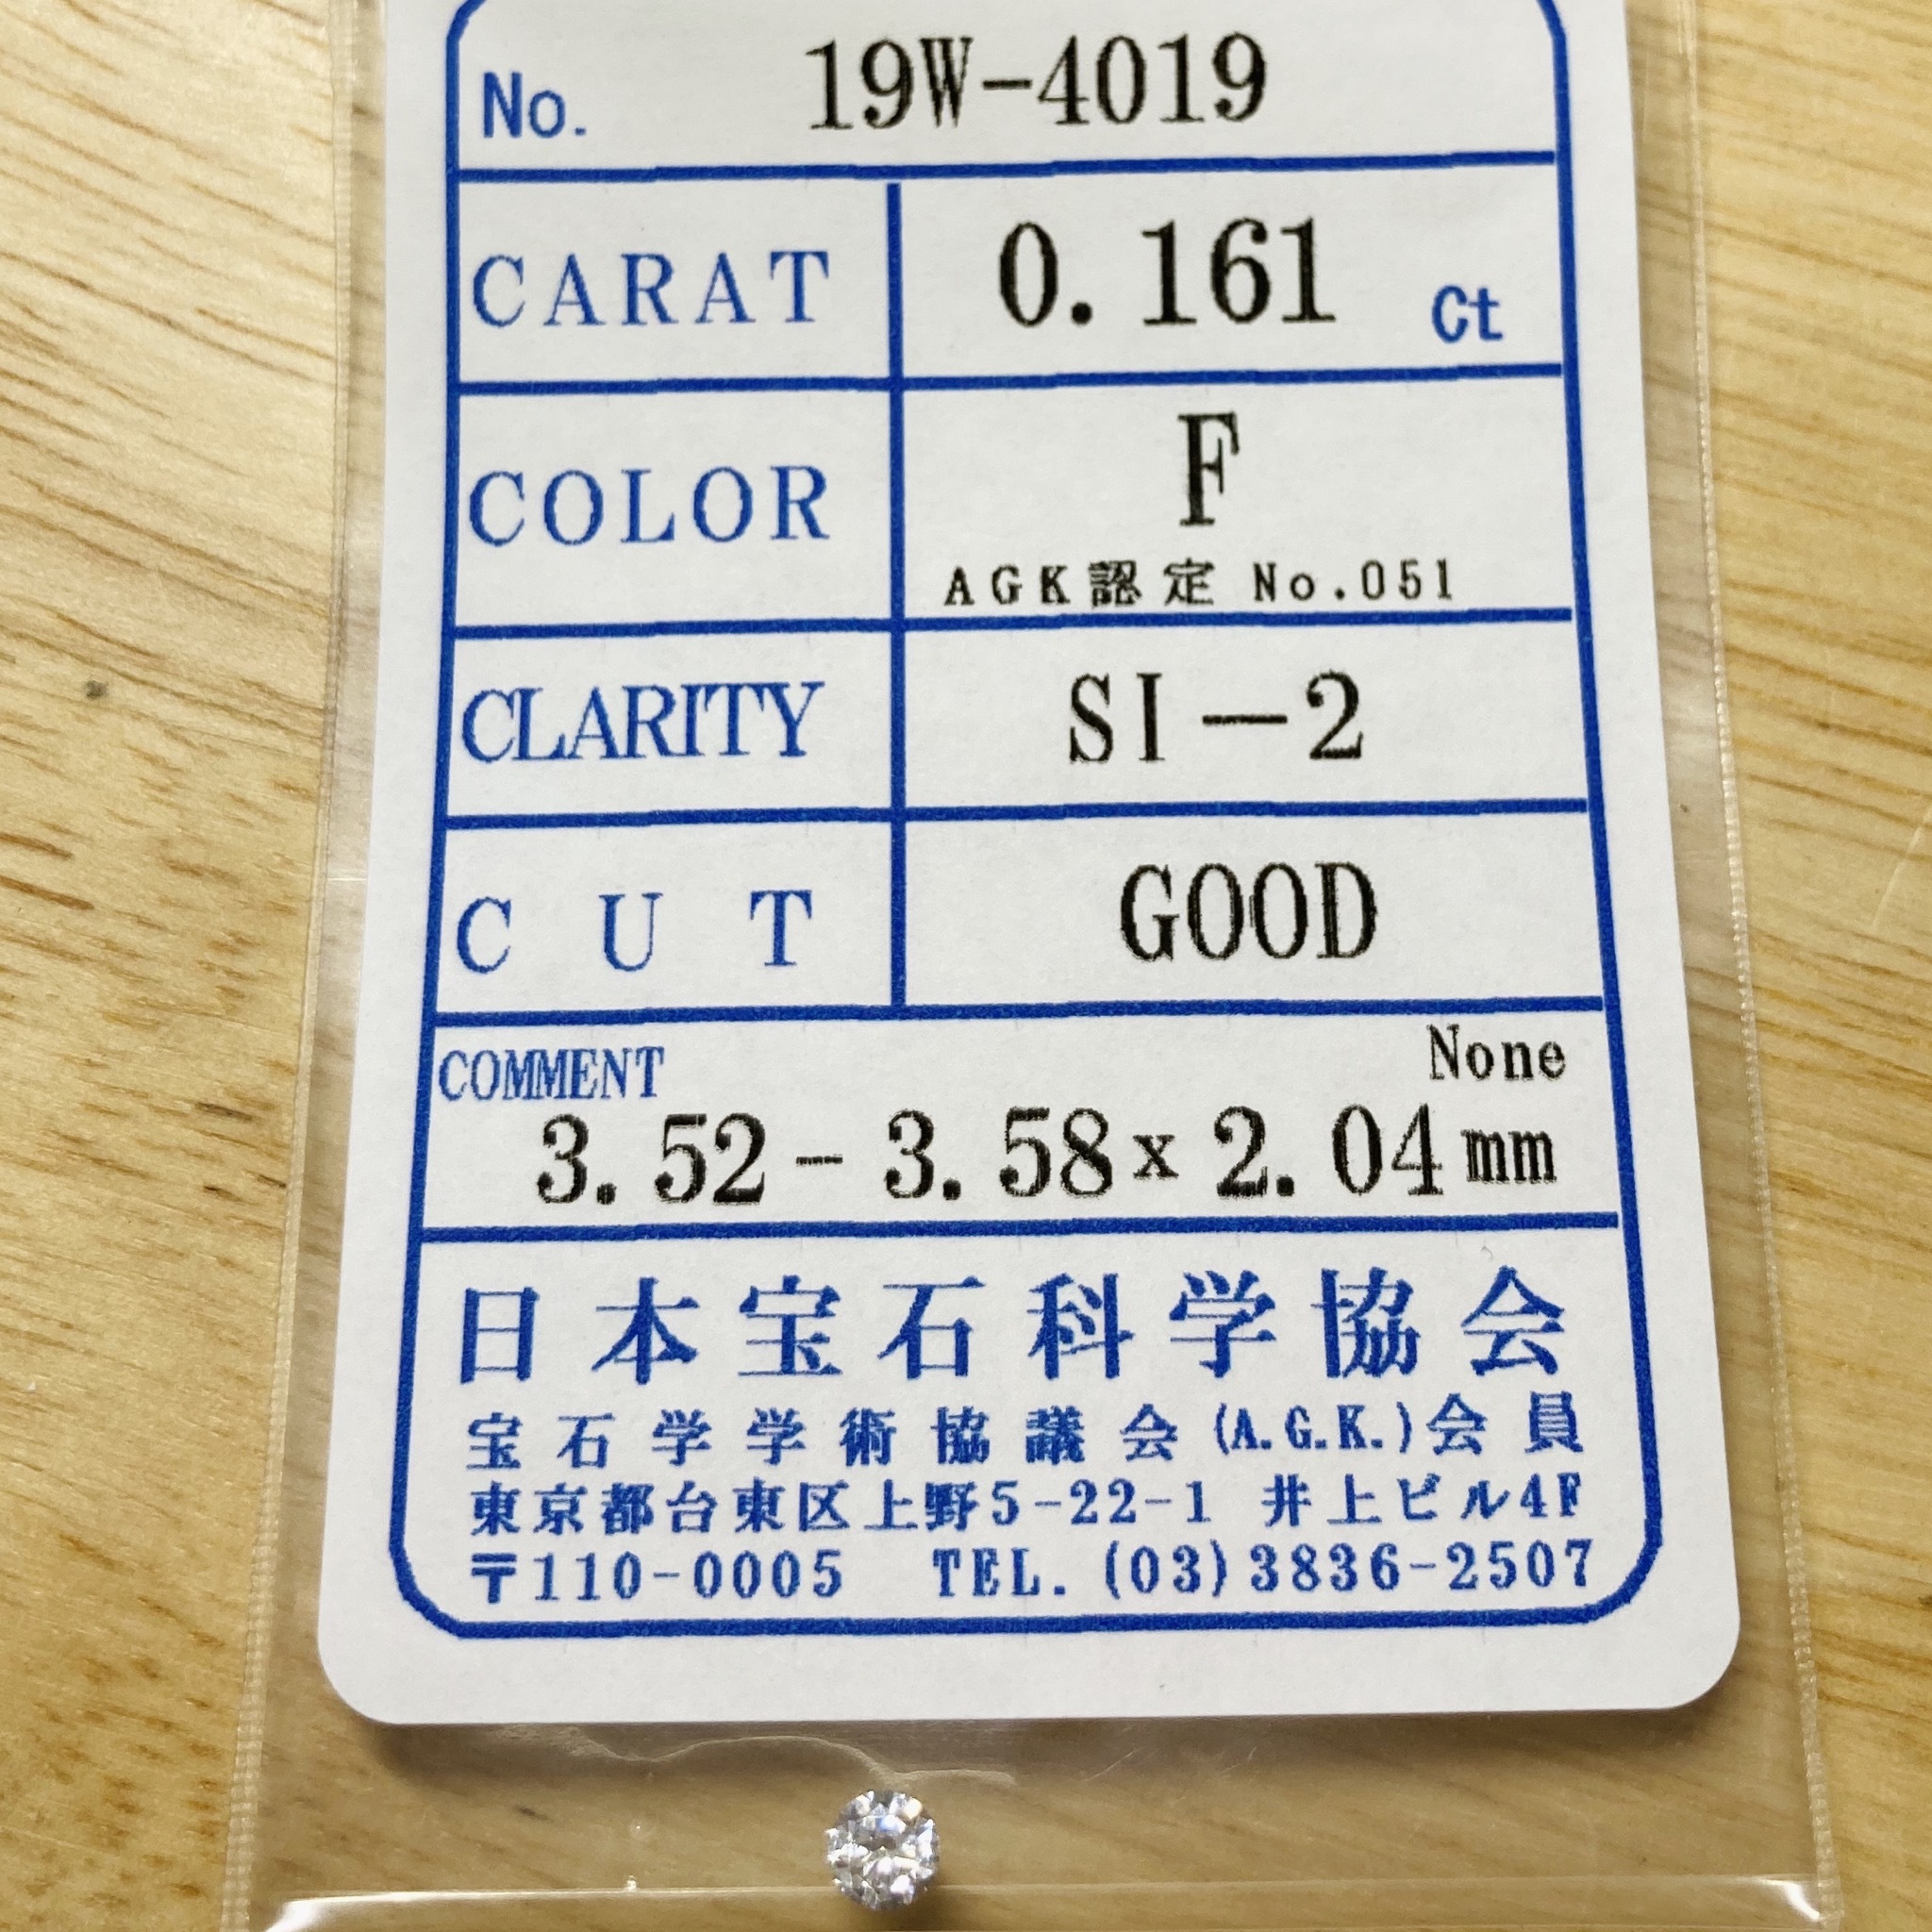 No. 19W-4019
CARAT 0.161 Ct
COLOR F
AGK認定 No.051
CLARITY SI-2
CUT GOOD
COMMENT None
3.52-3.58x2.04mm
日本宝石科学協会
宝石学学術協議会(A.G.K.)会員
東京都台東区上野5-22-1 井上ビル4F
〒110-0005 TEL.(03)3836-2507